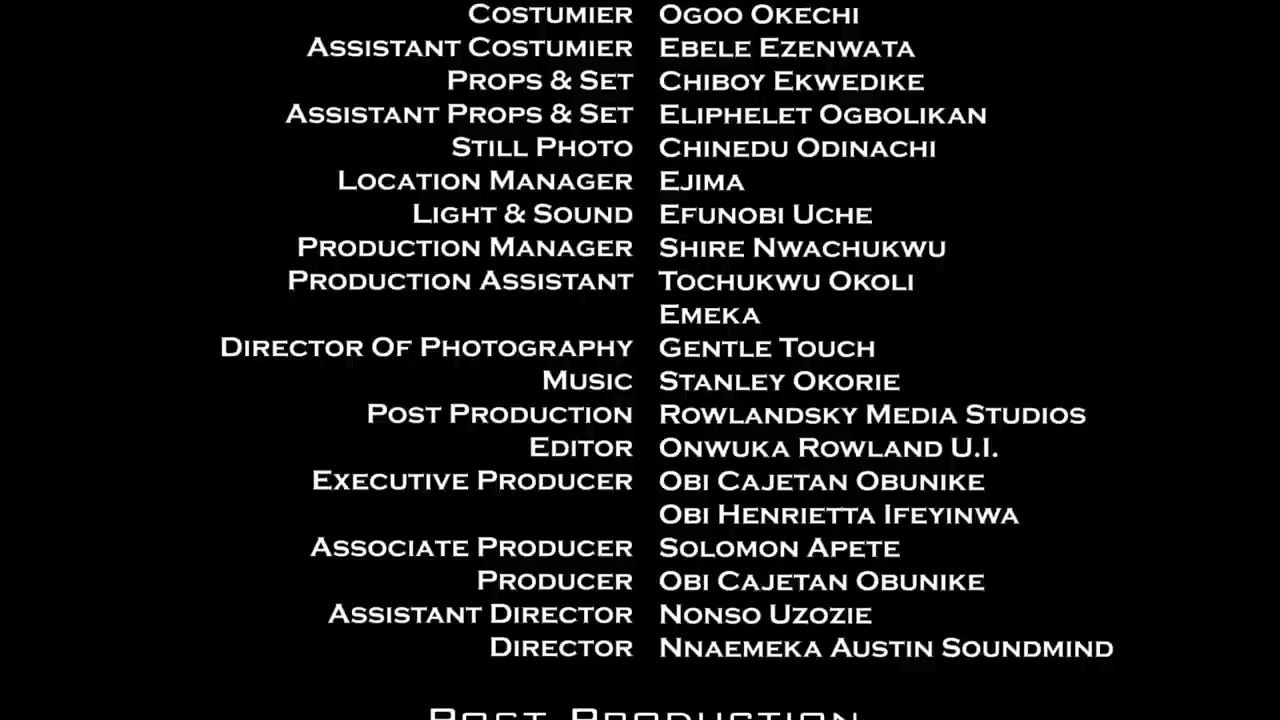 Costumier Ogoo Okechi
Assistant Costumier Ebele Ezenwata
Props & Set Chiboy Ekwedike
Assistant Props & Set Eliphelet Ogbolikan
Still Photo Chinedu Odinachi
Location Manager Ejima
Light & Sound Efunobi Uche
Production Manager Shire Nwachukwu
Production Assistant Tochukwu Okoli
Emeka
Director Of Photography Gentle Touch
Music Stanley Okorie
Post Production Rowlandsky Media Studios
Editor Onwuka Rowland U.I.
Executive Producer Obi Cajetan Obunike
Obi Henrietta Ifeyinwa
Associate Producer Solomon Apete
Producer Obi Cajetan Obunike
Assistant Director Nonso Uzozie
Director Nnaemeka Austin Soundmind
Post Production